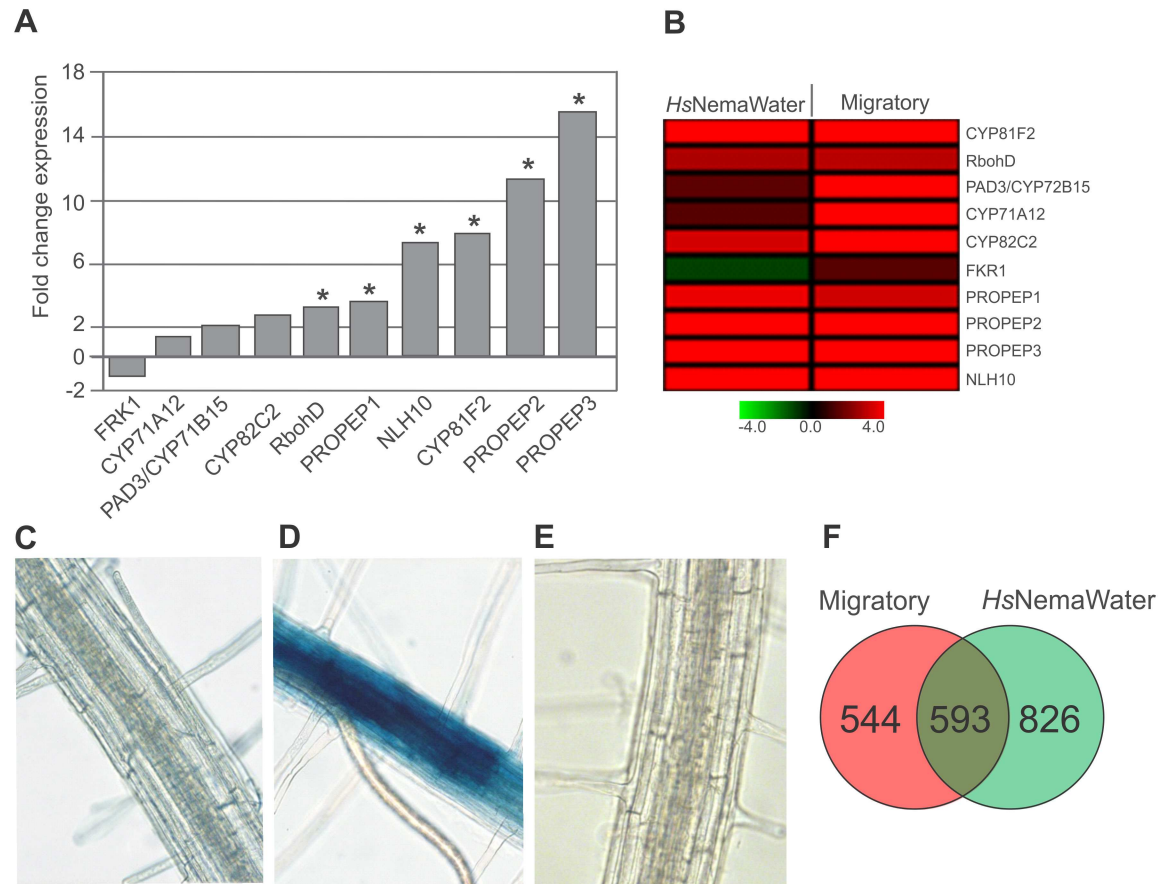 A
Fold change expression
18
14
10
6
2
0
-2
*
*
*
*
*
*
FRK1
CYP71A12
PAD3/CYP71B15
CYP82C2
RbohD
PROPEP1
NLH10
CYP81F2
PROPEP2
PROPEP3
B
HsNemaWater Migratory
CYP81F2
RbohD
PAD3/CYP72B15
CYP71A12
CYP82C2
FKR1
PROPEP1
PROPEP2
PROPEP3
NLH10
-4.0 0.0 4.0
C
D
E
F
Migratory HsNemaWater
544 593 826